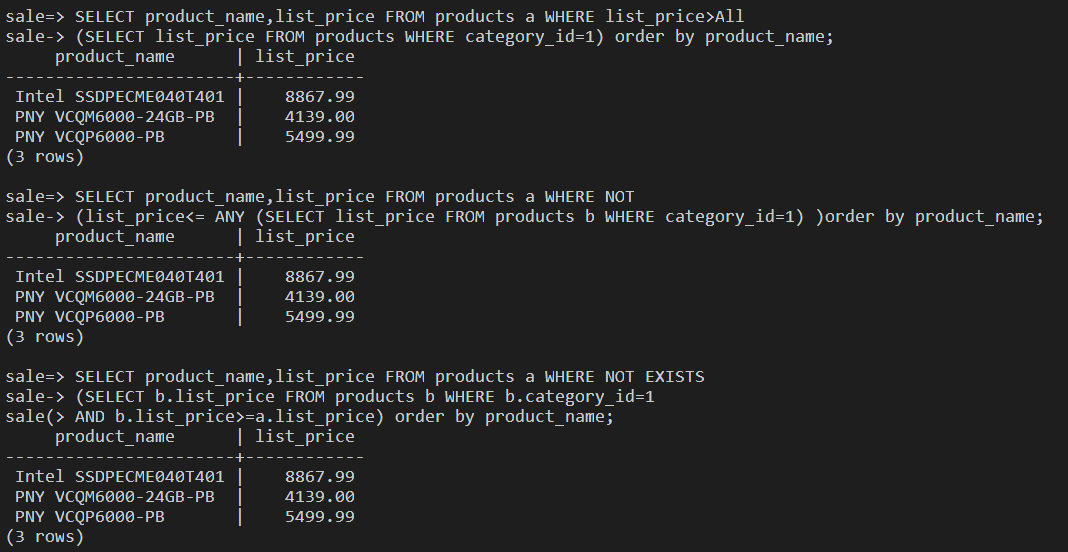 sale=> SELECT product_name,list_price FROM products a WHERE list_price>All
sale-> (SELECT list_price FROM products WHERE category_id=1) order by product_name;
     product_name      | list_price
-----------------------+------------
 Intel SSDPECME040T401 |    8867.99
 PNY VCQM6000-24GB-PB  |    4139.00
 PNY VCQP6000-PB       |    5499.99
(3 rows)

sale=> SELECT product_name,list_price FROM products a WHERE NOT
sale-> (list_price<= ANY (SELECT list_price FROM products b WHERE category_id=1) )order by product_name;
     product_name      | list_price
-----------------------+------------
 Intel SSDPECME040T401 |    8867.99
 PNY VCQM6000-24GB-PB  |    4139.00
 PNY VCQP6000-PB       |    5499.99
(3 rows)

sale=> SELECT product_name,list_price FROM products a WHERE NOT EXISTS
sale-> (SELECT b.list_price FROM products b WHERE b.category_id=1
sale(> AND b.list_price>=a.list_price) order by product_name;
     product_name      | list_price
-----------------------+------------
 Intel SSDPECME040T401 |    8867.99
 PNY VCQM6000-24GB-PB  |    4139.00
 PNY VCQP6000-PB       |    5499.99
(3 rows)